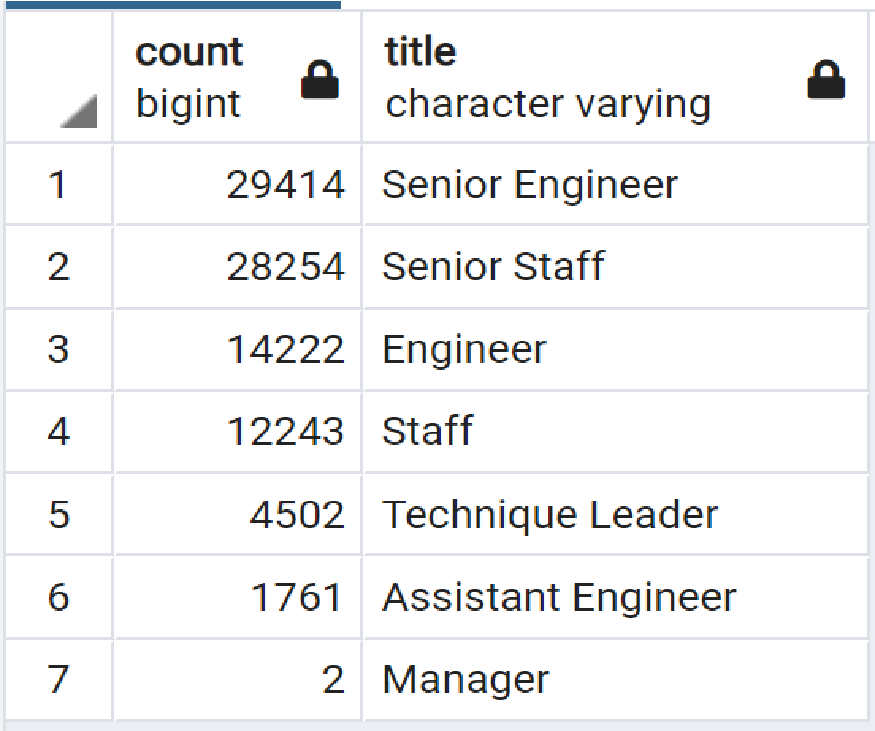 count title
bigint character varying
1 29414 Senior Engineer
2 28254 Senior Staff
3 14222 Engineer
4 12243 Staff
5 4502 Technique Leader
6 1761 Assistant Engineer
7 2 Manager